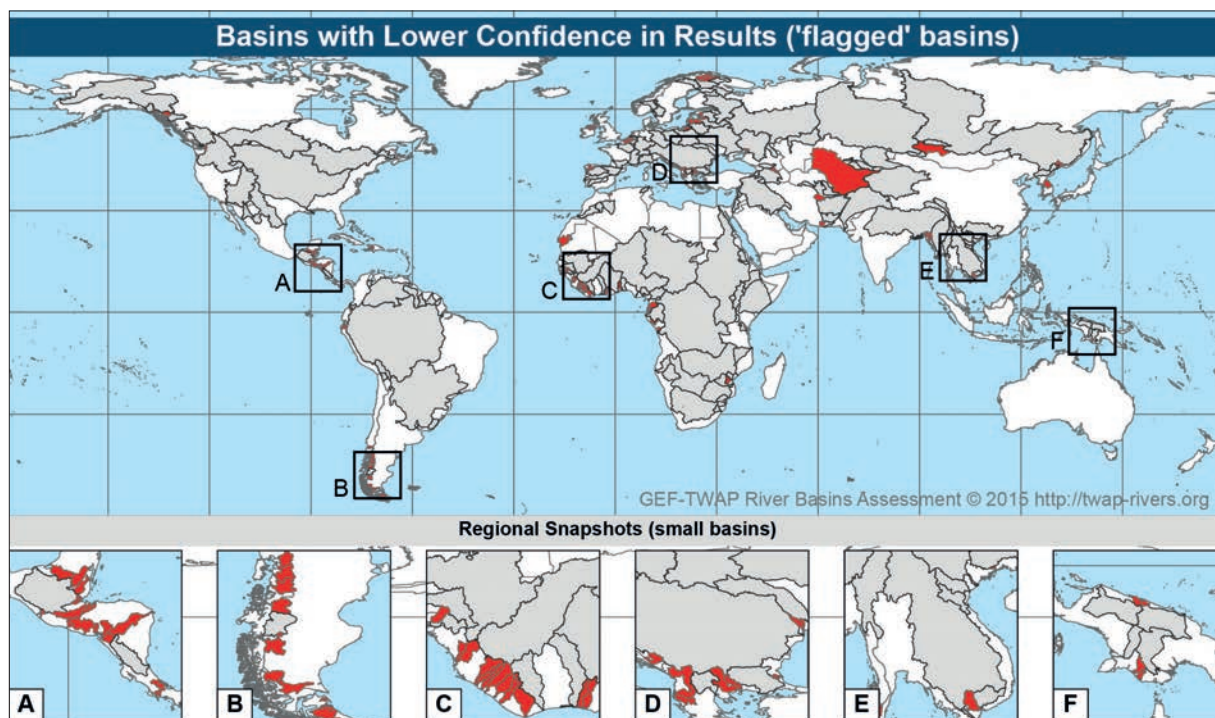 Basins with Lower Confidence in Results ('flagged' basins)
A
B
C
D
E
F
GEF-TWAP River Basins Assessment © 2015 http://twap-rivers.org
Regional Snapshots (small basins)
A
B
C
D
E
F